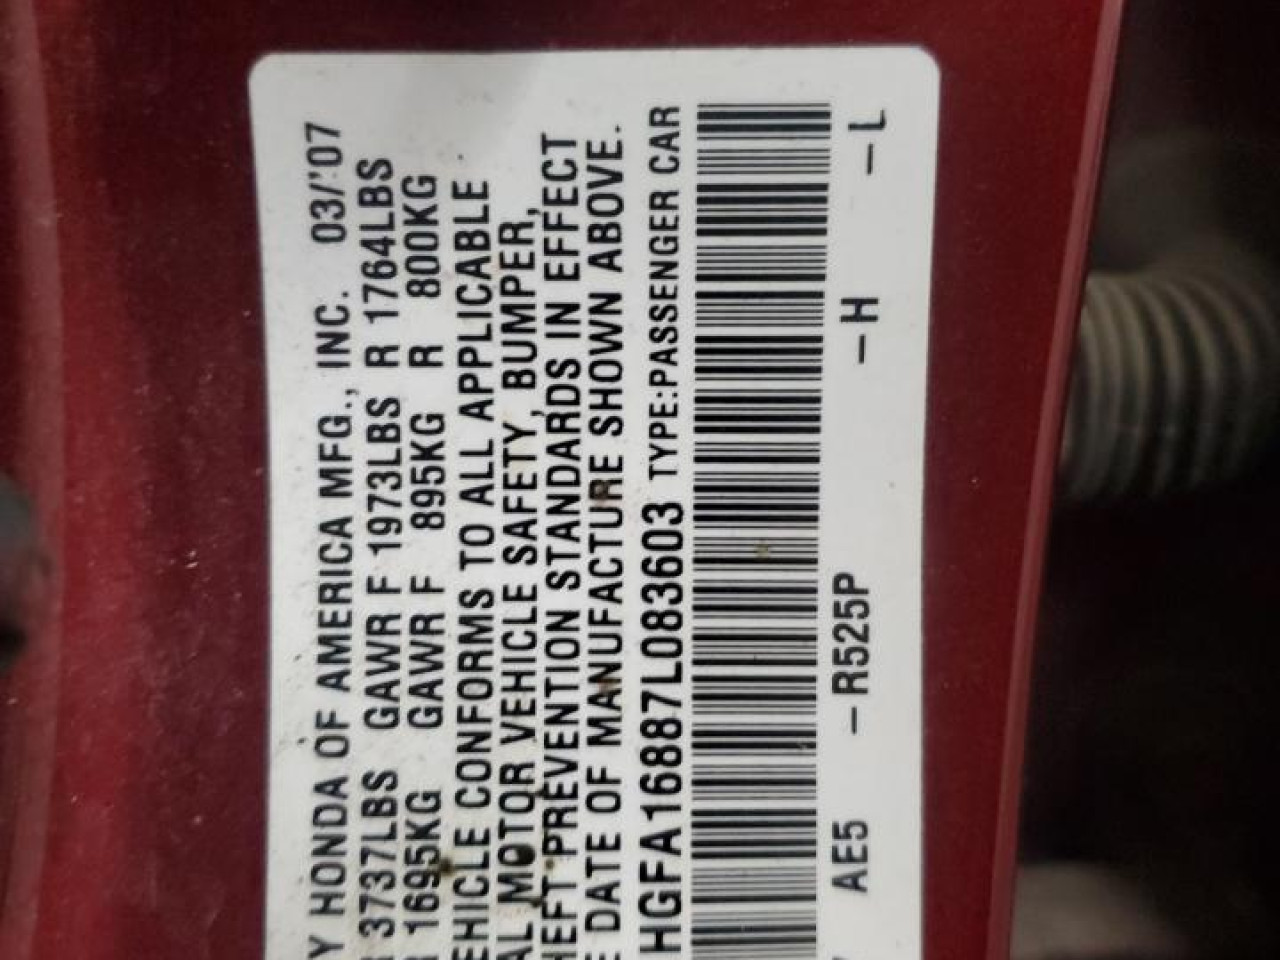 Y HONDA OF AMERICA MFG., INC. 03/'07
3737LBS GAWR F 1973LBS R 1764LBS
1695KG GAWR F 895KG R 800KG
EHICLE CONFORMS TO ALL APPLICABLE
AL MOTOR VEHICLE SAFETY, BUMPER,
HEFT PREVENTION STANDARDS IN EFFECT
E DATE OF MANUFACTURE SHOWN ABOVE.
HGFA16887L083603 TYPE:PASSENGER CAR
AE5 –R525P –H –L